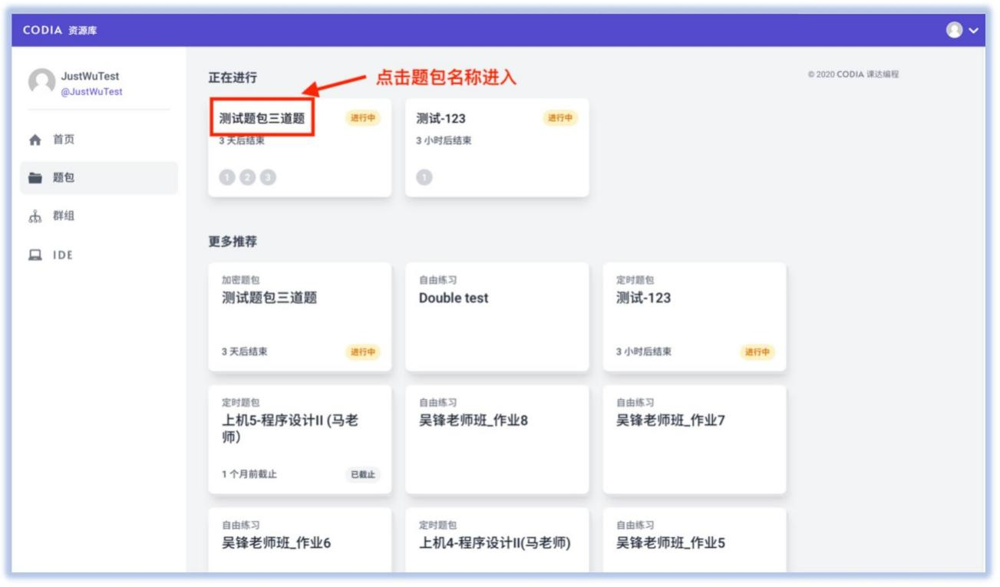 CODIA 资源库
JustWuTest
@JustWuTest
首页
题包
群组
IDE
正在进行
点击题包名称进入
© 2020 CODIA 课达编程
测试题包三道题
进行中
3 天后结束
1 2 3
测试-123
进行中
3 小时后结束
1
更多推荐
加密题包
测试题包三道题
3 天后结束
进行中
自由练习
Double test
定时题包
测试-123
3 小时后结束
进行中
定时题包
上机5-程序设计II (马老
师)
1 个月前截止
已截止
自由练习
吴锋老师班_作业8
自由练习
吴锋老师班_作业7
自由练习
吴锋老师班_作业6
定时题包
上机4-程序设计II(马老师)
自由练习
吴锋老师班_作业5